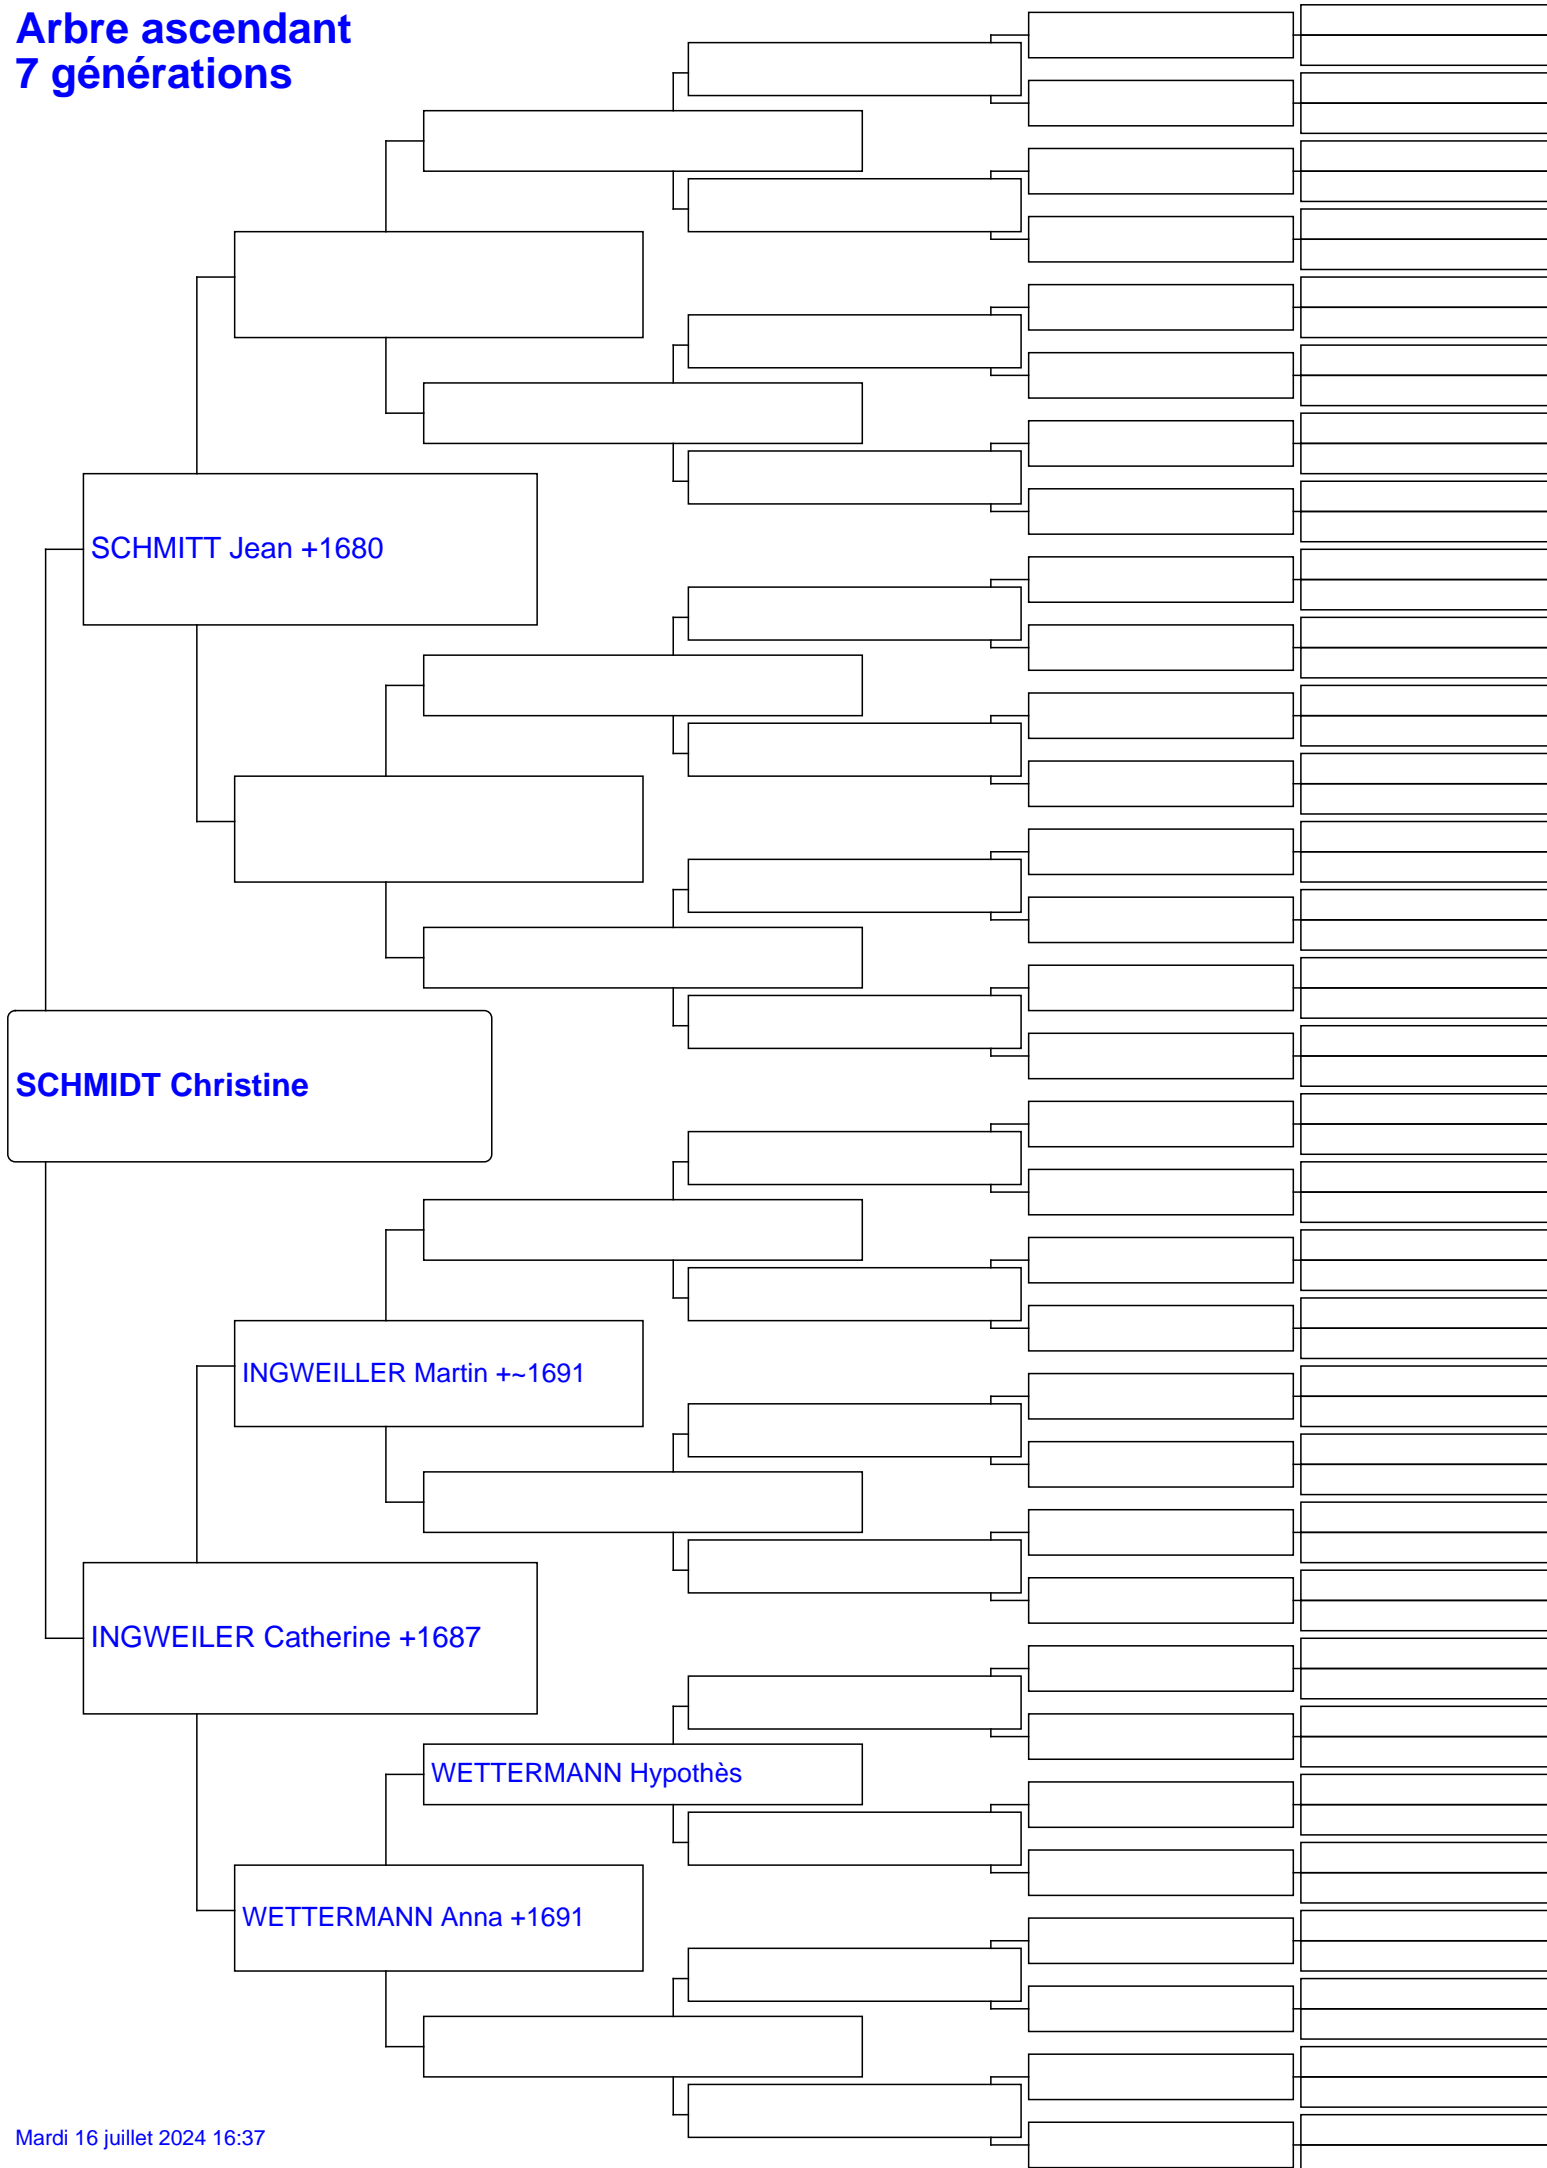 Arbre ascendant
7 générations
SCHMITT Jean +1680
SCHMIDT Christine
INGWEILLER Martin +~1691
INGWEILER Catherine +1687
WETTERMANN Hypothès
WETTERMANN Anna +1691
Mardi 16 juillet 2024 16:37